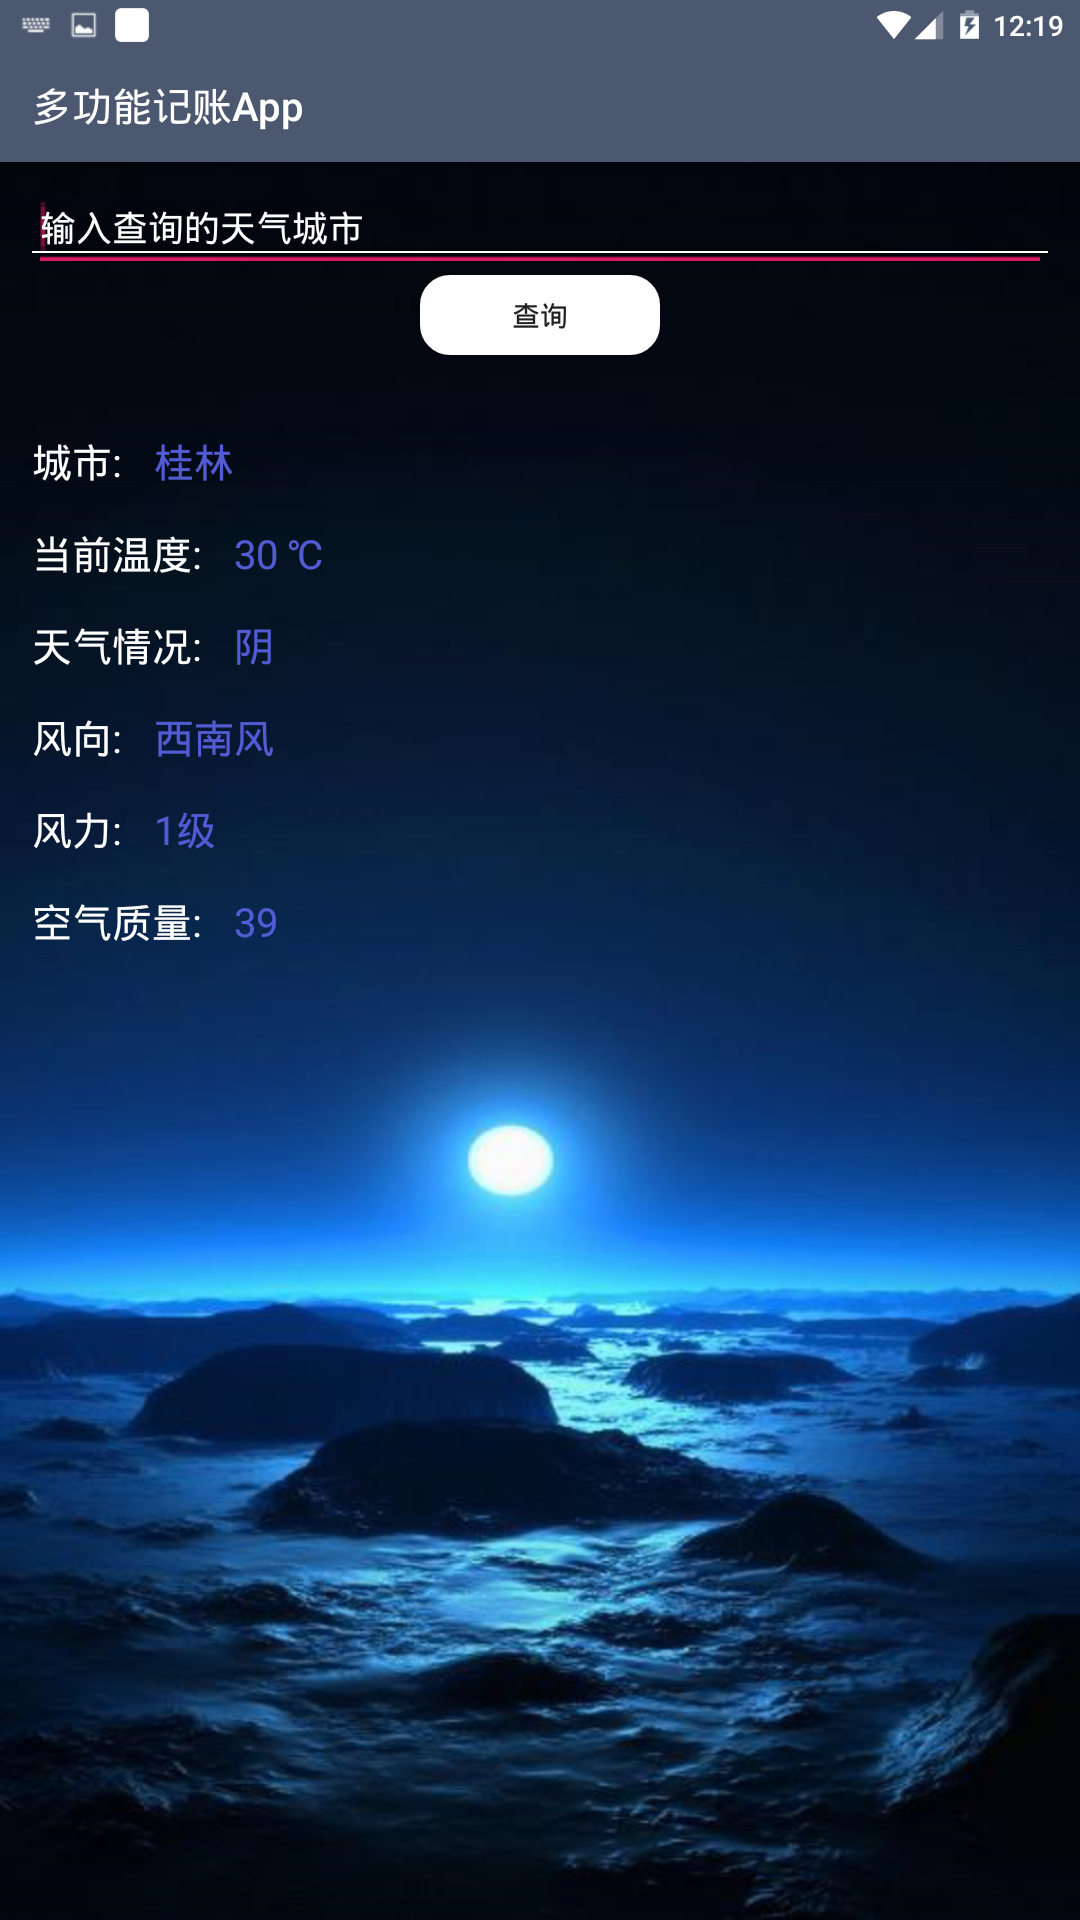 12:19
多功能记账App
输入查询的天气城市
查询
城市: 桂林
当前温度: 30 ℃
天气情况: 阴
风向: 西南风
风力: 1级
空气质量: 39